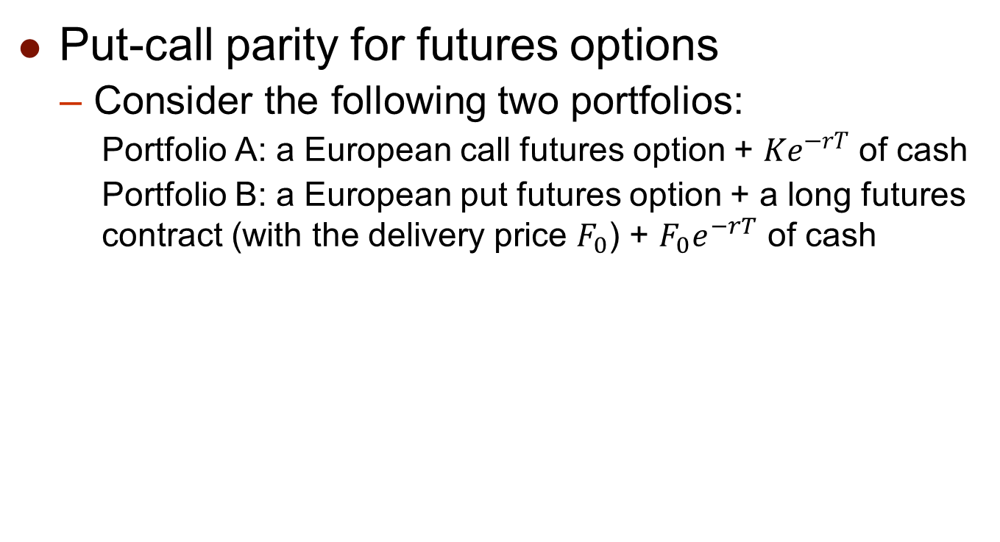 ● Put-call parity for futures options
– Consider the following two portfolios:
Portfolio A: a European call futures option + $Ke^{-rT}$ of cash
Portfolio B: a European put futures option + a long futures
contract (with the delivery price $F_0$) + $F_0e^{-rT}$ of cash